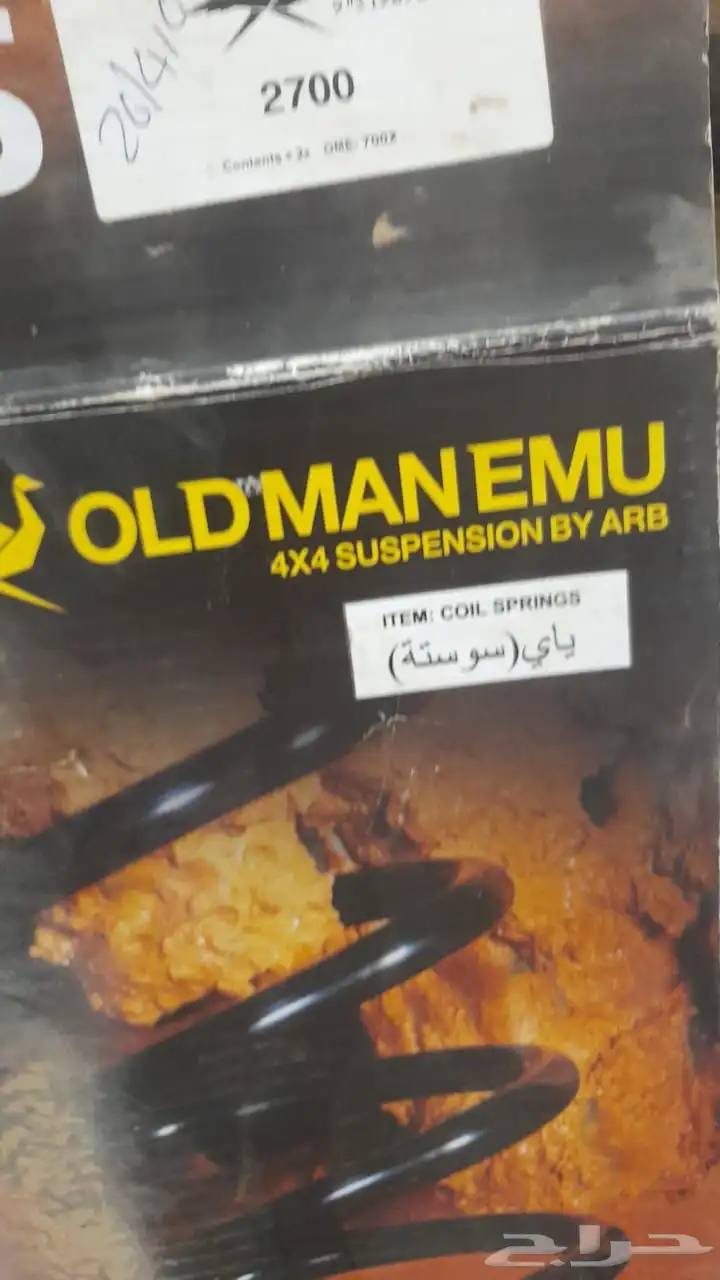 2700
OLD MAN EMU
4X4 SUSPENSION BY ARB
ITEM: COIL SPRINGS
ياي(سوستة)
حراج